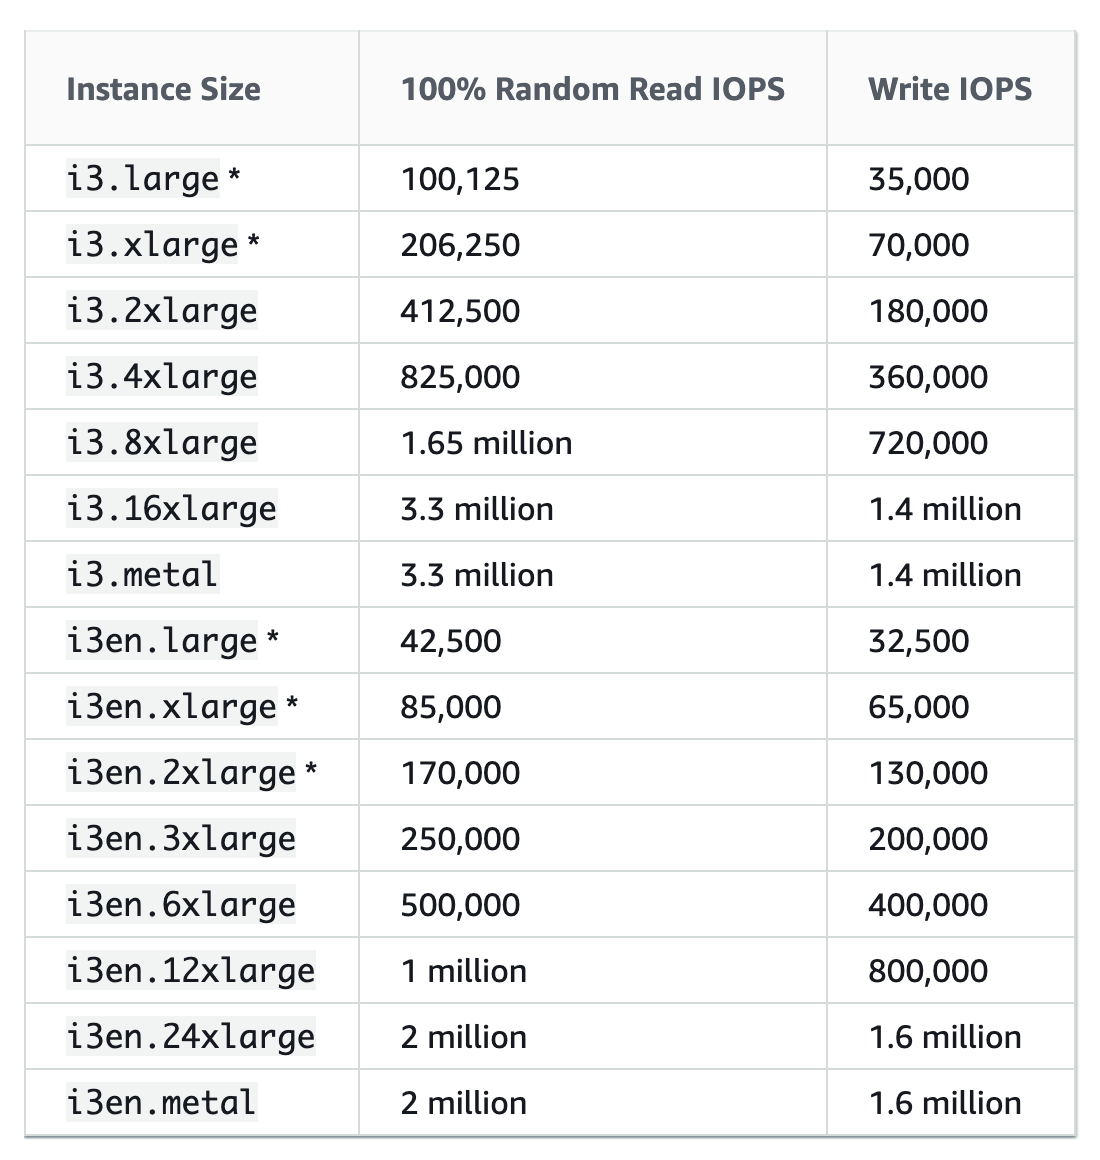 Instance Size 100% Random Read IOPS Write IOPS
i3.large * 100,125 35,000
i3.xlarge * 206,250 70,000
i3.2xlarge 412,500 180,000
i3.4xlarge 825,000 360,000
i3.8xlarge 1.65 million 720,000
i3.16xlarge 3.3 million 1.4 million
i3.metal 3.3 million 1.4 million
i3en.large * 42,500 32,500
i3en.xlarge * 85,000 65,000
i3en.2xlarge * 170,000 130,000
i3en.3xlarge 250,000 200,000
i3en.6xlarge 500,000 400,000
i3en.12xlarge 1 million 800,000
i3en.24xlarge 2 million 1.6 million
i3en.metal 2 million 1.6 million